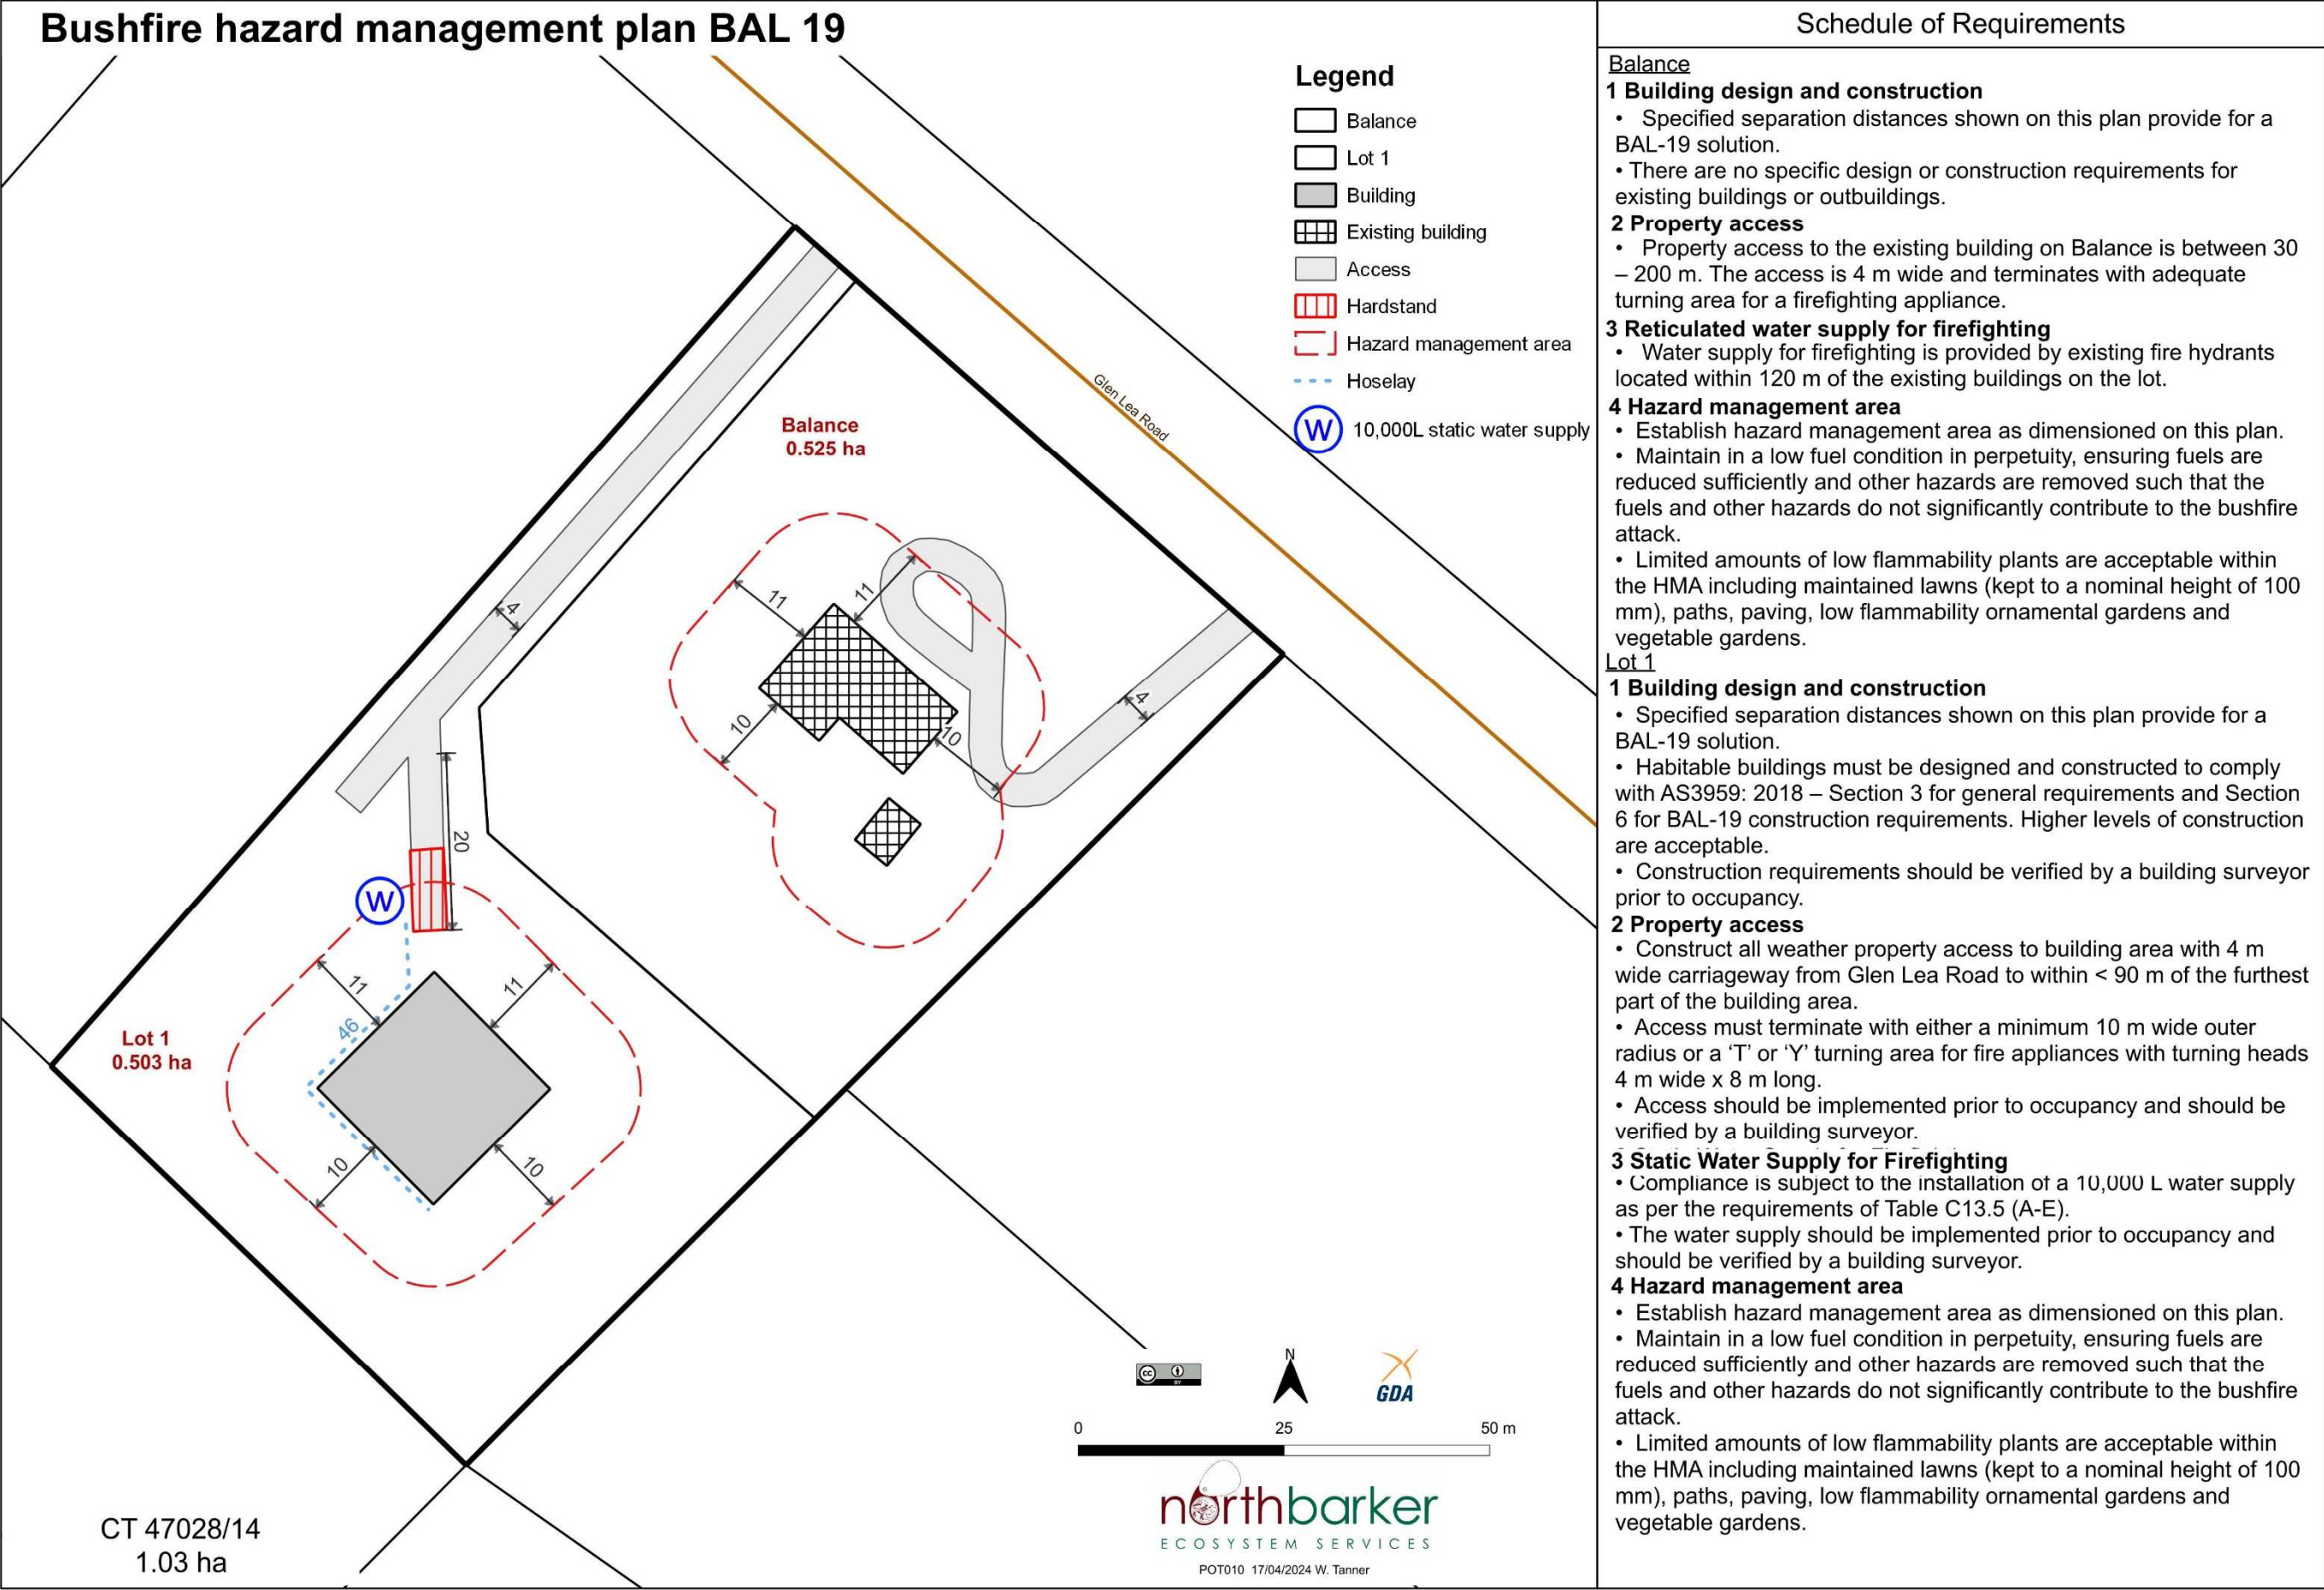 Bushfire hazard management plan BAL 19
Legend
Balance
Lot 1
Building
Existing building
Access
Hardstand
Hazard management area
Hoselay
W 10,000L static water supply
Glen Lea Road
Balance
0.525 ha
11
11
4
10
10
4
20
W
11
11
46
Lot 1
0.503 ha
10
10
N
cc
BY
GDA
0 25 50 m
northbarker
ECOSYSTEM SERVICES
POT010 17/04/2024 W. Tanner
CT 47028/14
1.03 ha
Schedule of Requirements
Balance
1 Building design and construction
• Specified separation distances shown on this plan provide for a
BAL-19 solution.
• There are no specific design or construction requirements for
existing buildings or outbuildings.
2 Property access
• Property access to the existing building on Balance is between 30
– 200 m. The access is 4 m wide and terminates with adequate
turning area for a firefighting appliance.
3 Reticulated water supply for firefighting
• Water supply for firefighting is provided by existing fire hydrants
located within 120 m of the existing buildings on the lot.
4 Hazard management area
• Establish hazard management area as dimensioned on this plan.
• Maintain in a low fuel condition in perpetuity, ensuring fuels are
reduced sufficiently and other hazards are removed such that the
fuels and other hazards do not significantly contribute to the bushfire
attack.
• Limited amounts of low flammability plants are acceptable within
the HMA including maintained lawns (kept to a nominal height of 100
mm), paths, paving, low flammability ornamental gardens and
vegetable gardens.
Lot 1
1 Building design and construction
• Specified separation distances shown on this plan provide for a
BAL-19 solution.
• Habitable buildings must be designed and constructed to comply
with AS3959: 2018 – Section 3 for general requirements and Section
6 for BAL-19 construction requirements. Higher levels of construction
are acceptable.
• Construction requirements should be verified by a building surveyor
prior to occupancy.
2 Property access
• Construct all weather property access to building area with 4 m
wide carriageway from Glen Lea Road to within < 90 m of the furthest
part of the building area.
• Access must terminate with either a minimum 10 m wide outer
radius or a ‘T’ or ‘Y’ turning area for fire appliances with turning heads
4 m wide x 8 m long.
• Access should be implemented prior to occupancy and should be
verified by a building surveyor.
3 Static Water Supply for Firefighting
• Compliance is subject to the installation of a 10,000 L water supply
as per the requirements of Table C13.5 (A-E).
• The water supply should be implemented prior to occupancy and
should be verified by a building surveyor.
4 Hazard management area
• Establish hazard management area as dimensioned on this plan.
• Maintain in a low fuel condition in perpetuity, ensuring fuels are
reduced sufficiently and other hazards are removed such that the
fuels and other hazards do not significantly contribute to the bushfire
attack.
• Limited amounts of low flammability plants are acceptable within
the HMA including maintained lawns (kept to a nominal height of 100
mm), paths, paving, low flammability ornamental gardens and
vegetable gardens.